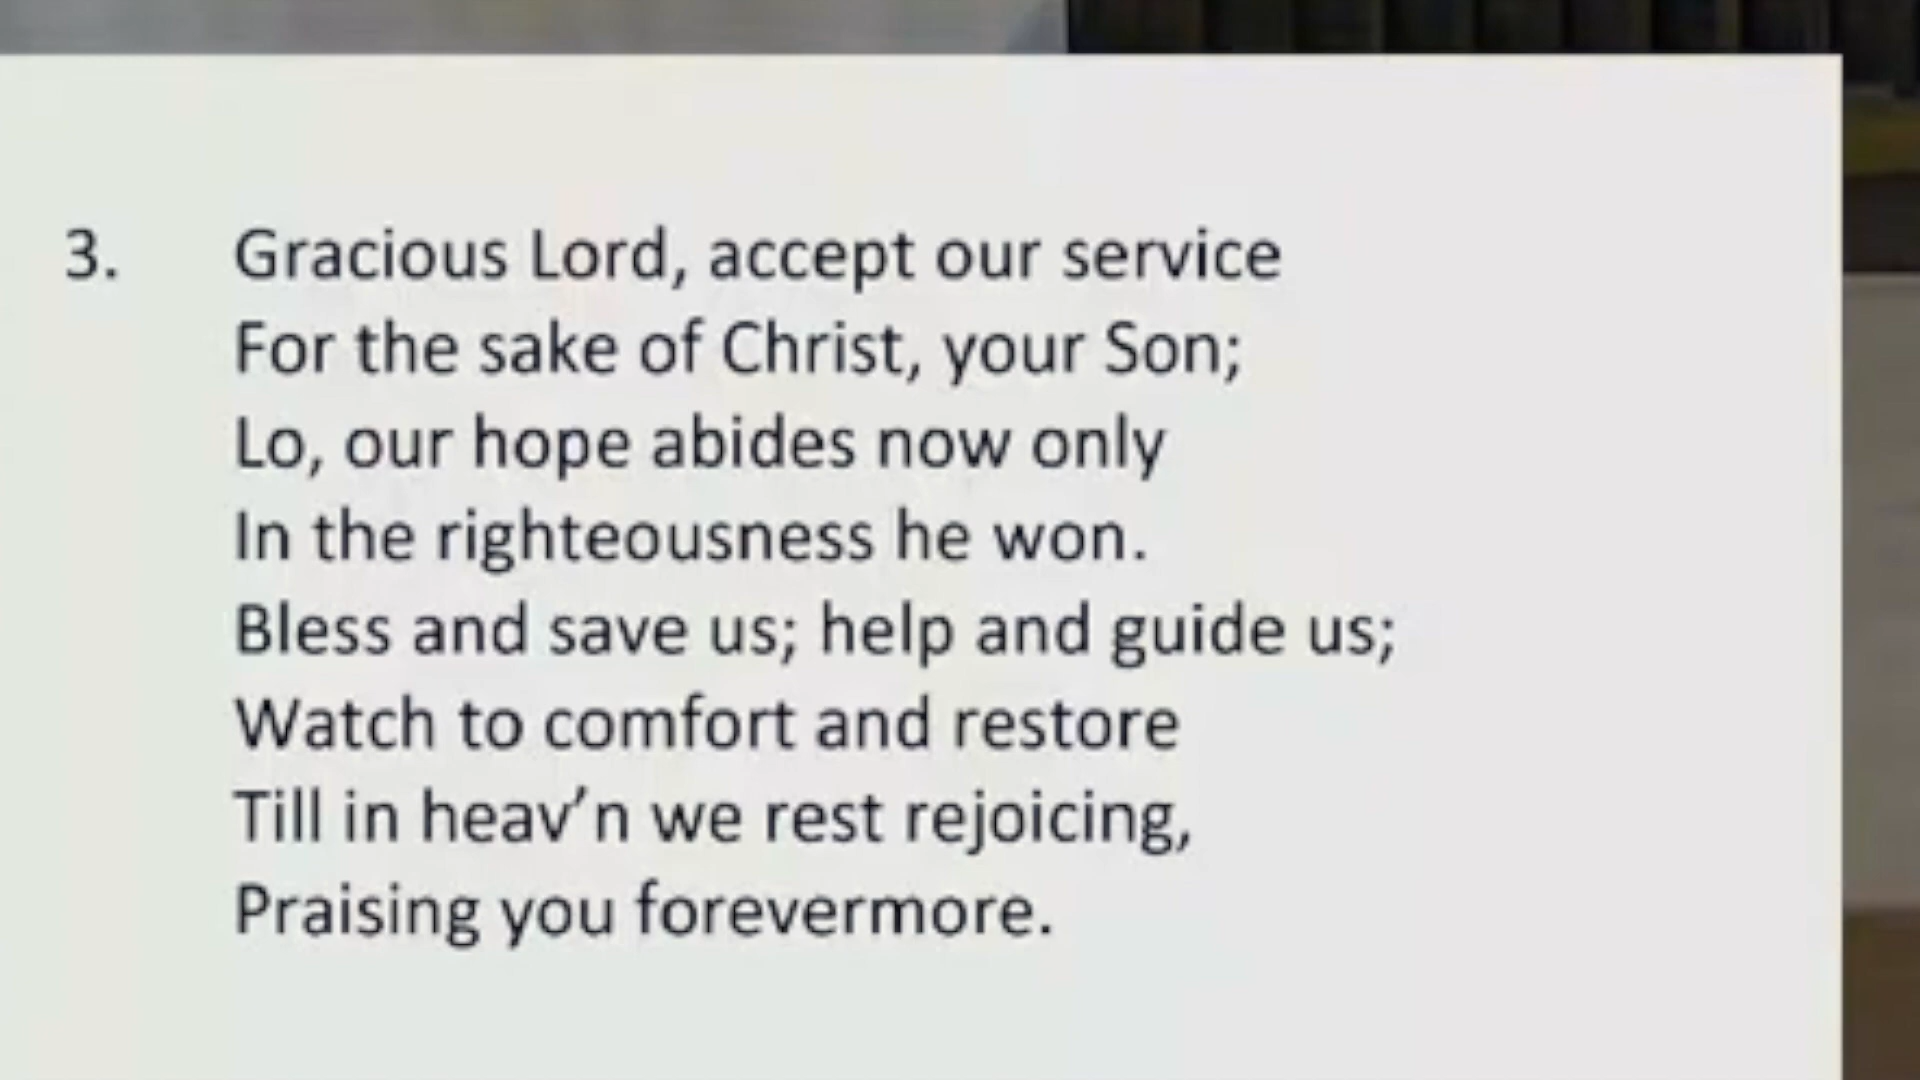 3. Gracious Lord, accept our service
For the sake of Christ, your Son;
Lo, our hope abides now only
In the righteousness he won.
Bless and save us; help and guide us;
Watch to comfort and restore
Till in heav’n we rest rejoicing,
Praising you forevermore.